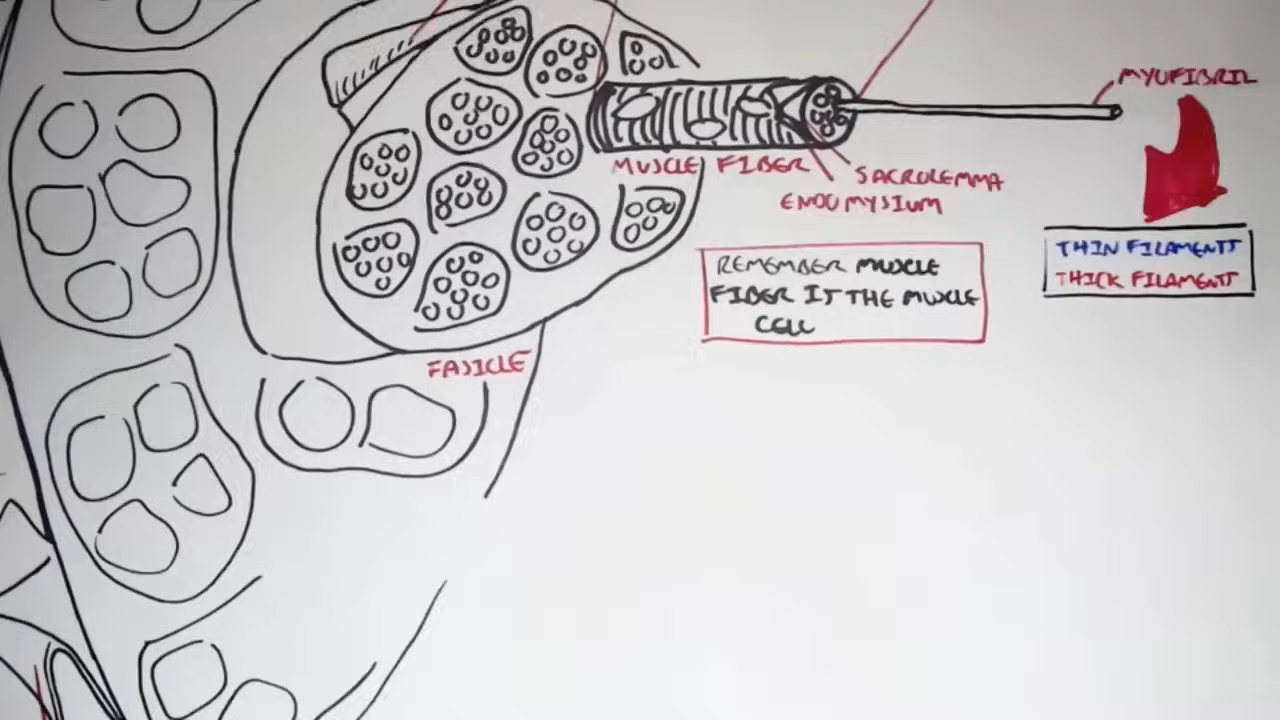 MYOFIBRIL
MUSCLE FIBER
SACROLEMMA
ENDOMYSIUM
THIN FILAMENTS
THICK FILAMENTS
REMEMBER MUSCLE
FIBER IS THE MUSCLE
CELL
FASICLE